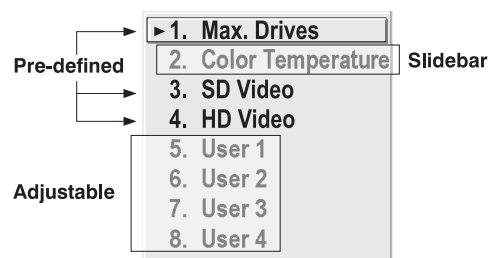 ▸1. Max. Drives
Pre-defined
2. Color Temperature
Slidebar
3. SD Video
4. HD Video
5. User 1
6. User 2
Adjustable
7. User 3
8. User 4